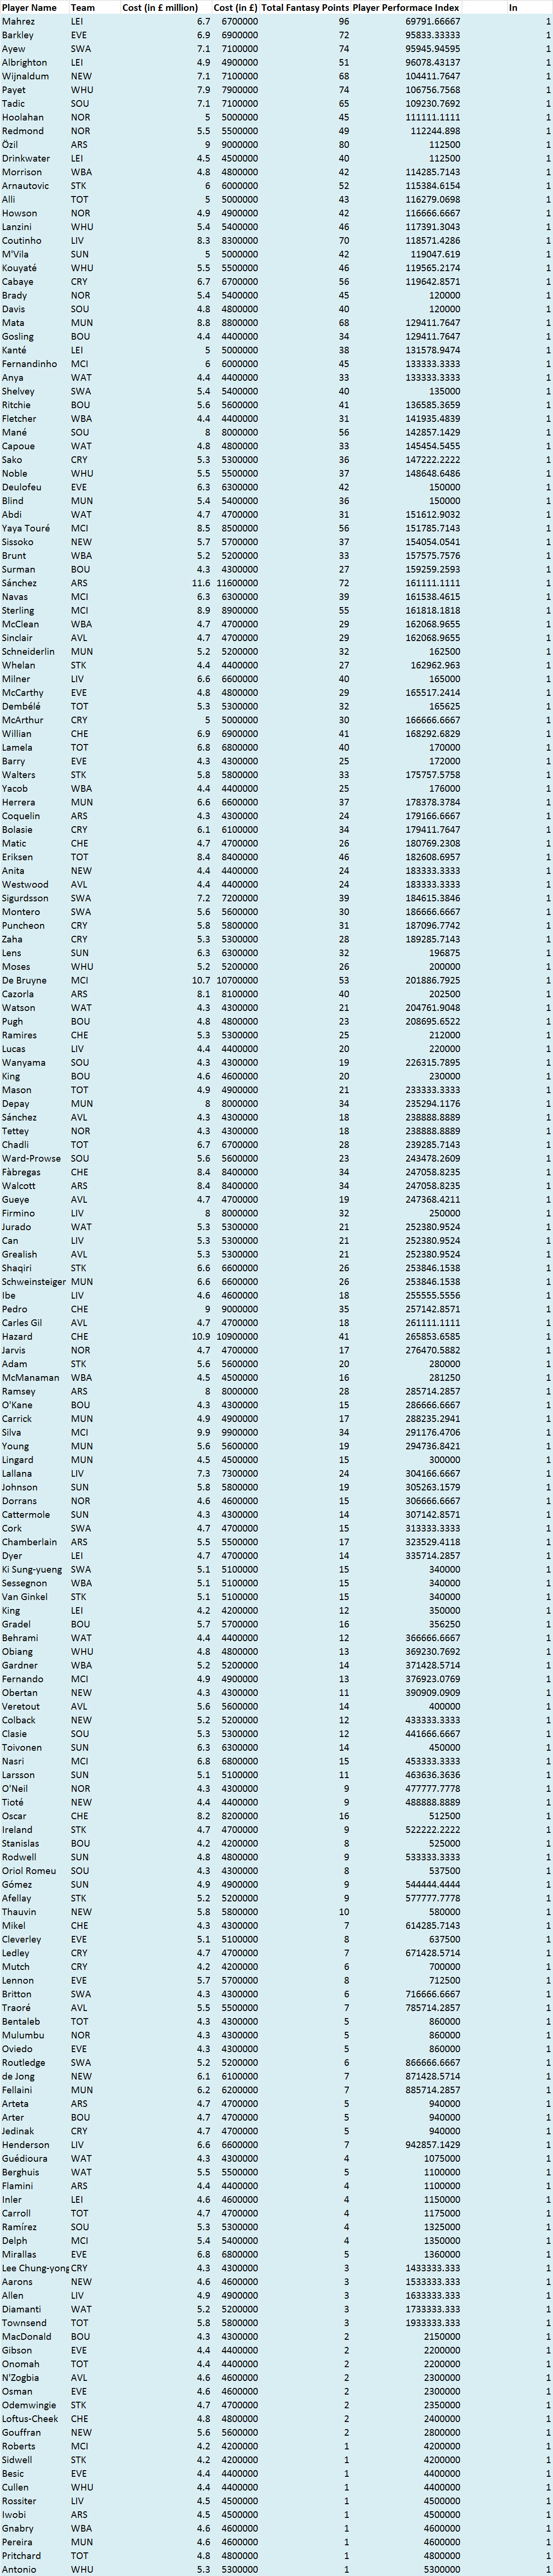 Player Name Team Cost (in £ million) Cost (in £) Total Fantasy Points Player Performace Index In
Mahrez LEI 6.7 6700000 96 69791.66667 1
Barkley EVE 6.9 6900000 72 95833.33333 1
Ayew SWA 7.1 7100000 74 95945.94595 1
Albrighton LEI 4.9 4900000 51 96078.43137 1
Wijnaldum NEW 7.1 7100000 68 104411.7647 1
Payet WHU 7.9 7900000 74 106756.7568 1
Tadic SOU 7.1 7100000 65 109230.7692 1
Hoolahan NOR 5 5000000 45 111111.1111 1
Redmond NOR 5.5 5500000 49 112244.898 1
Özil ARS 9 9000000 80 112500 1
Drinkwater LEI 4.5 4500000 40 112500 1
Morrison WBA 4.8 4800000 42 114285.7143 1
Arnautovic STK 6 6000000 52 115384.6154 1
Alli TOT 5 5000000 43 116279.0698 1
Howson NOR 4.9 4900000 42 116666.6667 1
Lanzini WHU 5.4 5400000 46 117391.3043 1
Coutinho LIV 8.3 8300000 70 118571.4286 1
M'Vila SUN 5 5000000 42 119047.619 1
Kouyaté WHU 5.5 5500000 46 119565.2174 1
Cabaye CRY 6.7 6700000 56 119642.8571 1
Brady NOR 5.4 5400000 45 120000 1
Davis SOU 4.8 4800000 40 120000 1
Mata MUN 8.8 8800000 68 129411.7647 1
Gosling BOU 4.4 4400000 34 129411.7647 1
Kanté LEI 5 5000000 38 131578.9474 1
Fernandinho MCI 6 6000000 45 133333.3333 1
Anya WAT 4.4 4400000 33 133333.3333 1
Shelvey SWA 5.4 5400000 40 135000 1
Ritchie BOU 5.6 5600000 41 136585.3659 1
Fletcher WBA 4.4 4400000 31 141935.4839 1
Mané SOU 8 8000000 56 142857.1429 1
Capoue WAT 4.8 4800000 33 145454.5455 1
Sako CRY 5.3 5300000 36 147222.2222 1
Noble WHU 5.5 5500000 37 148648.6486 1
Deulofeu EVE 6.3 6300000 42 150000 1
Blind MUN 5.4 5400000 36 150000 1
Abdi WAT 4.7 4700000 31 151612.9032 1
Yaya Touré MCI 8.5 8500000 56 151785.7143 1
Sissoko NEW 5.7 5700000 37 154054.0541 1
Brunt WBA 5.2 5200000 33 157575.7576 1
Surman BOU 4.3 4300000 27 159259.2593 1
Sánchez ARS 11.6 11600000 72 161111.1111 1
Navas MCI 6.3 6300000 39 161538.4615 1
Sterling MCI 8.9 8900000 55 161818.1818 1
McClean WBA 4.7 4700000 29 162068.9655 1
Sinclair AVL 4.7 4700000 29 162068.9655 1
Schneiderlin MUN 5.2 5200000 32 162500 1
Whelan STK 4.4 4400000 27 162962.963 1
Milner LIV 6.6 6600000 40 165000 1
McCarthy EVE 4.8 4800000 29 165517.2414 1
Dembélé TOT 5.3 5300000 32 165625 1
McArthur CRY 5 5000000 30 166666.6667 1
Willian CHE 6.9 6900000 41 168292.6829 1
Lamela TOT 6.8 6800000 40 170000 1
Barry EVE 4.3 4300000 25 172000 1
Walters STK 5.8 5800000 33 175757.5758 1
Yacob WBA 4.4 4400000 25 176000 1
Herrera MUN 6.6 6600000 37 178378.3784 1
Coquelin ARS 4.3 4300000 24 179166.6667 1
Bolasie CRY 6.1 6100000 34 179411.7647 1
Matic CHE 4.7 4700000 26 180769.2308 1
Eriksen TOT 8.4 8400000 46 182608.6957 1
Anita NEW 4.4 4400000 24 183333.3333 1
Westwood AVL 4.4 4400000 24 183333.3333 1
Sigurdsson SWA 7.2 7200000 39 184615.3846 1
Montero SWA 5.6 5600000 30 186666.6667 1
Puncheon CRY 5.8 5800000 31 187096.7742 1
Zaha CRY 5.3 5300000 28 189285.7143 1
Lens SUN 6.3 6300000 32 196875 1
Moses WHU 5.2 5200000 26 200000 1
De Bruyne MCI 10.7 10700000 53 201886.7925 1
Cazorla ARS 8.1 8100000 40 202500 1
Watson WAT 4.3 4300000 21 204761.9048 1
Pugh BOU 4.8 4800000 23 208695.6522 1
Ramires CHE 5.3 5300000 25 212000 1
Lucas LIV 4.4 4400000 20 220000 1
Wanyama SOU 4.3 4300000 19 226315.7895 1
King BOU 4.6 4600000 20 230000 1
Mason TOT 4.9 4900000 21 233333.3333 1
Depay MUN 8 8000000 34 235294.1176 1
Sánchez AVL 4.3 4300000 18 238888.8889 1
Tettey NOR 4.3 4300000 18 238888.8889 1
Chadli TOT 6.7 6700000 28 239285.7143 1
Ward-Prowse SOU 5.6 5600000 23 243478.2609 1
Fàbregas CHE 8.4 8400000 34 247058.8235 1
Walcott ARS 8.4 8400000 34 247058.8235 1
Gueye AVL 4.7 4700000 19 247368.4211 1
Firmino LIV 8 8000000 32 250000 1
Jurado WAT 5.3 5300000 21 252380.9524 1
Can LIV 5.3 5300000 21 252380.9524 1
Grealish AVL 5.3 5300000 21 252380.9524 1
Shaqiri STK 6.6 6600000 26 253846.1538 1
Schweinsteiger MUN 6.6 6600000 26 253846.1538 1
Ibe LIV 4.6 4600000 18 255555.5556 1
Pedro CHE 9 9000000 35 257142.8571 1
Carles Gil AVL 4.7 4700000 18 261111.1111 1
Hazard CHE 10.9 10900000 41 265853.6585 1
Jarvis NOR 4.7 4700000 17 276470.5882 1
Adam STK 5.6 5600000 20 280000 1
McManaman WBA 4.5 4500000 16 281250 1
Ramsey ARS 8 8000000 28 285714.2857 1
O'Kane BOU 4.3 4300000 15 286666.6667 1
Carrick MUN 4.9 4900000 17 288235.2941 1
Silva MCI 9.9 9900000 34 291176.4706 1
Young MUN 5.6 5600000 19 294736.8421 1
Lingard MUN 4.5 4500000 15 300000 1
Lallana LIV 7.3 7300000 24 304166.6667 1
Johnson SUN 5.8 5800000 19 305263.1579 1
Dorrans NOR 4.6 4600000 15 306666.6667 1
Cattermole SUN 4.3 4300000 14 307142.8571 1
Cork SWA 4.7 4700000 15 313333.3333 1
Chamberlain ARS 5.5 5500000 17 323529.4118 1
Dyer LEI 4.7 4700000 14 335714.2857 1
Ki Sung-yueng SWA 5.1 5100000 15 340000 1
Sessegnon WBA 5.1 5100000 15 340000 1
Van Ginkel STK 5.1 5100000 15 340000 1
King LEI 4.2 4200000 12 350000 1
Gradel BOU 5.7 5700000 16 356250 1
Behrami WAT 4.4 4400000 12 366666.6667 1
Obiang WHU 4.8 4800000 13 369230.7692 1
Gardner WBA 5.2 5200000 14 371428.5714 1
Fernando MCI 4.9 4900000 13 376923.0769 1
Obertan NEW 4.3 4300000 11 390909.0909 1
Veretout AVL 5.6 5600000 14 400000 1
Colback NEW 5.2 5200000 12 433333.3333 1
Clasie SOU 5.3 5300000 12 441666.6667 1
Toivonen SUN 6.3 6300000 14 450000 1
Nasri MCI 6.8 6800000 15 453333.3333 1
Larsson SUN 5.1 5100000 11 463636.3636 1
O'Neil NOR 4.3 4300000 9 477777.7778 1
Tioté NEW 4.4 4400000 9 488888.8889 1
Oscar CHE 8.2 8200000 16 512500 1
Ireland STK 4.7 4700000 9 522222.2222 1
Stanislas BOU 4.2 4200000 8 525000 1
Rodwell SUN 4.8 4800000 9 533333.3333 1
Oriol Romeu SOU 4.3 4300000 8 537500 1
Gómez SUN 4.9 4900000 9 544444.4444 1
Afellay STK 5.2 5200000 9 577777.7778 1
Thauvin NEW 5.8 5800000 10 580000 1
Mikel CHE 4.3 4300000 7 614285.7143 1
Cleverley EVE 5.1 5100000 8 637500 1
Ledley CRY 4.7 4700000 7 671428.5714 1
Mutch CRY 4.2 4200000 6 700000 1
Lennon EVE 5.7 5700000 8 712500 1
Britton SWA 4.3 4300000 6 716666.6667 1
Traoré AVL 5.5 5500000 7 785714.2857 1
Bentaleb TOT 4.3 4300000 5 860000 1
Mulumbu NOR 4.3 4300000 5 860000 1
Oviedo EVE 4.3 4300000 5 860000 1
Routledge SWA 5.2 5200000 6 866666.6667 1
de Jong NEW 6.1 6100000 7 871428.5714 1
Fellaini MUN 6.2 6200000 7 885714.2857 1
Arteta ARS 4.7 4700000 5 940000 1
Arter BOU 4.7 4700000 5 940000 1
Jedinak CRY 4.7 4700000 5 940000 1
Henderson LIV 6.6 6600000 7 942857.1429 1
Guédioura WAT 4.3 4300000 4 1075000 1
Berghuis WAT 5.5 5500000 5 1100000 1
Flamini ARS 4.4 4400000 4 1100000 1
Inler LEI 4.6 4600000 4 1150000 1
Carroll TOT 4.7 4700000 4 1175000 1
Ramírez SOU 5.3 5300000 4 1325000 1
Delph MCI 5.4 5400000 4 1350000 1
Mirallas EVE 6.8 6800000 5 1360000 1
Lee Chung-yong CRY 4.3 4300000 3 1433333.333 1
Aarons NEW 4.6 4600000 3 1533333.333 1
Allen LIV 4.9 4900000 3 1633333.333 1
Diamanti WAT 5.2 5200000 3 1733333.333 1
Townsend TOT 5.8 5800000 3 1933333.333 1
MacDonald BOU 4.3 4300000 2 2150000 1
Gibson EVE 4.4 4400000 2 2200000 1
Onomah TOT 4.4 4400000 2 2200000 1
N'Zogbia AVL 4.6 4600000 2 2300000 1
Osman EVE 4.6 4600000 2 2300000 1
Odemwingie STK 4.7 4700000 2 2350000 1
Loftus-Cheek CHE 4.8 4800000 2 2400000 1
Gouffran NEW 5.6 5600000 2 2800000 1
Roberts MCI 4.2 4200000 1 4200000 1
Sidwell STK 4.2 4200000 1 4200000 1
Besic EVE 4.4 4400000 1 4400000 1
Cullen WHU 4.4 4400000 1 4400000 1
Rossiter LIV 4.5 4500000 1 4500000 1
Iwobi ARS 4.5 4500000 1 4500000 1
Gnabry WBA 4.6 4600000 1 4600000 1
Pereira MUN 4.6 4600000 1 4600000 1
Pritchard TOT 4.8 4800000 1 4800000 1
Antonio WHU 5.3 5300000 1 5300000 1